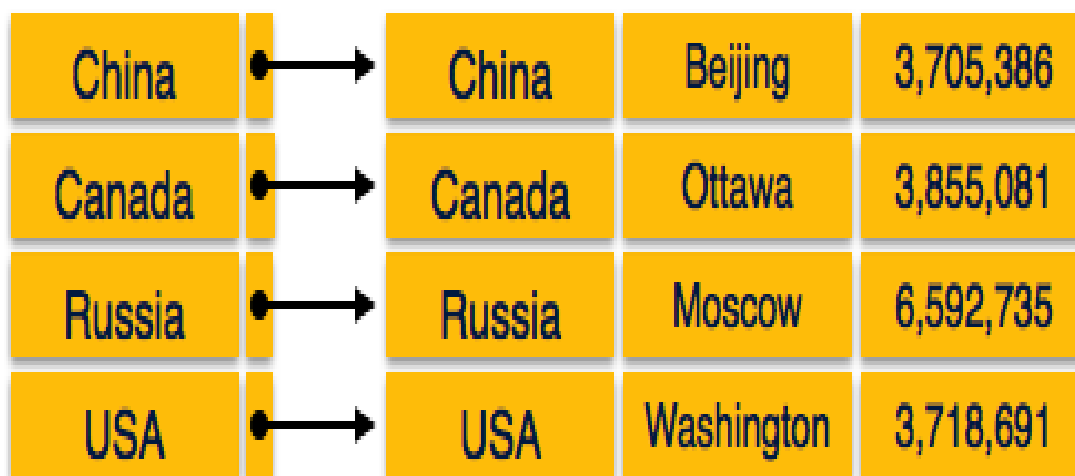 China China Beijing 3,705,386
Canada Canada Ottawa 3,855,081
Russia Russia Moscow 6,592,735
USA USA Washington 3,718,691